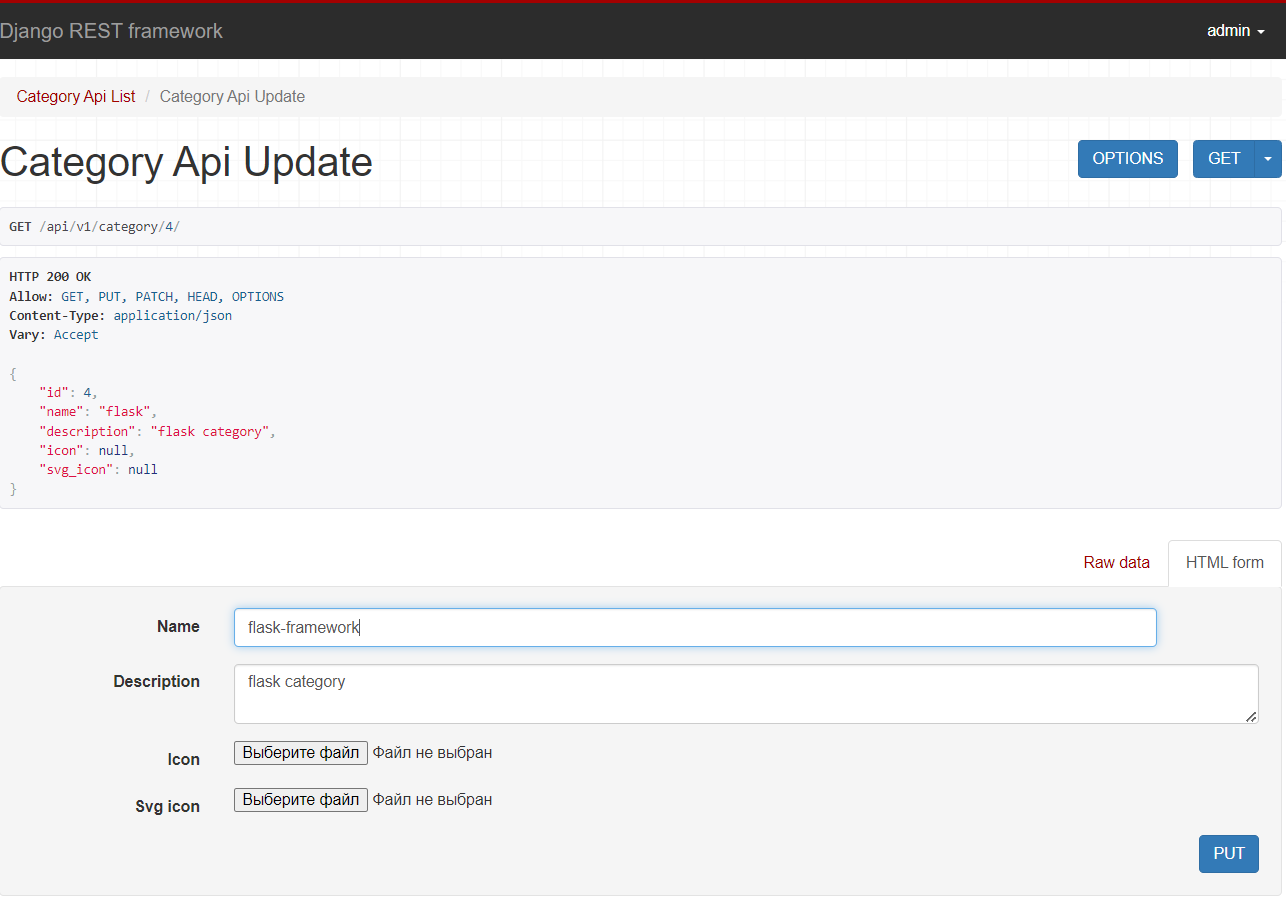 Django REST framework
admin
Category Api List / Category Api Update
Category Api Update
OPTIONS
GET
GET /api/v1/category/4/
HTTP 200 OK
Allow: GET, PUT, PATCH, HEAD, OPTIONS
Content-Type: application/json
Vary: Accept
{
"id": 4,
"name": "flask",
"description": "flask category",
"icon": null,
"svg_icon": null
}
Raw data
HTML form
Name
flask-framework
Description
flask category
Icon
Выберите файл Файл не выбран
Svg icon
Выберите файл Файл не выбран
PUT